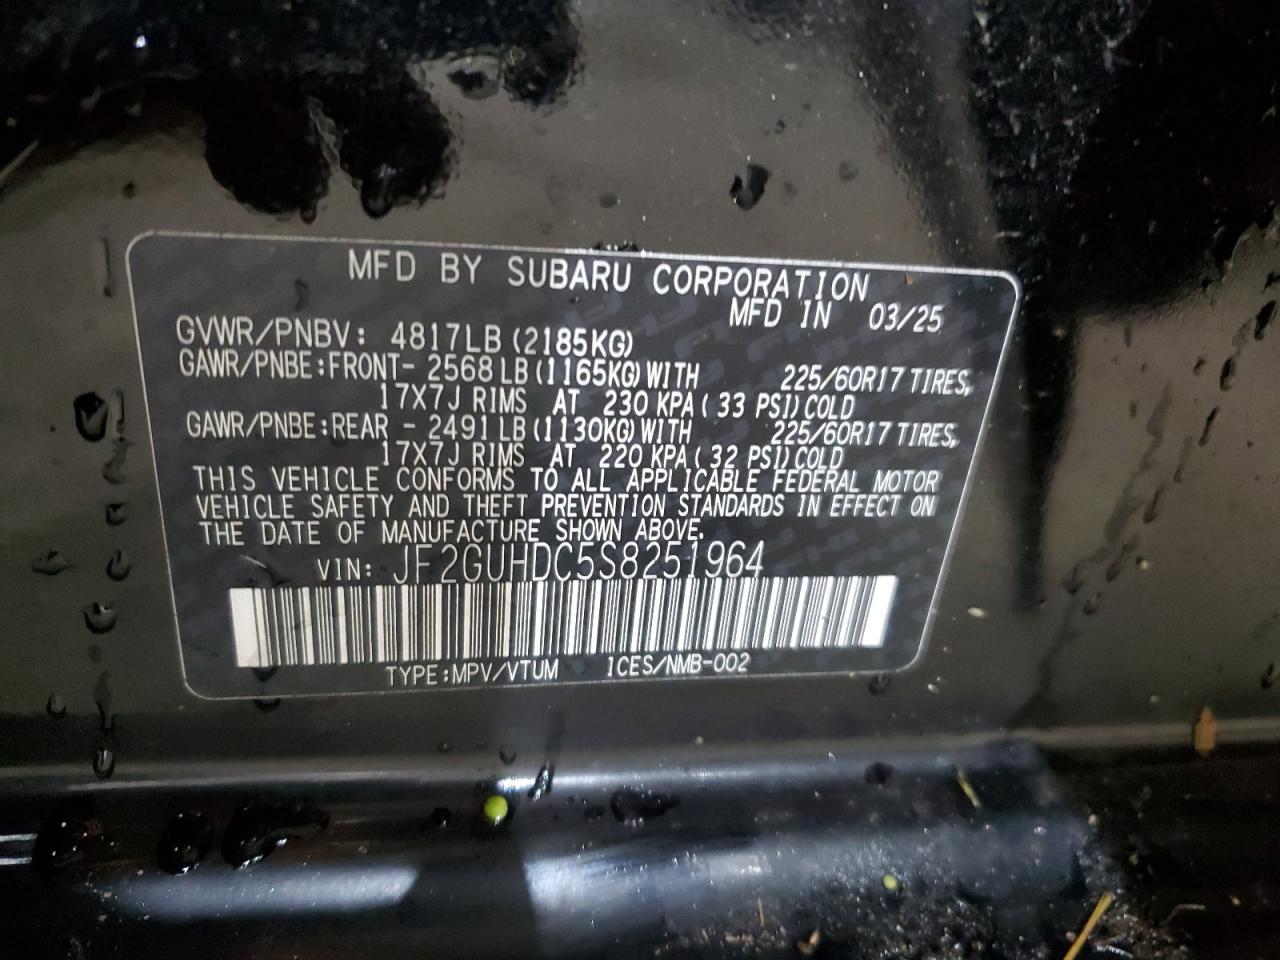 MFD BY SUBARU CORPORATION
MFD IN 03/25
GVWR/PNBV: 4817LB (2185KG)
GAWR/PNBE:FRONT- 2568 LB (1165KG) WITH 225/60R17 TIRES,
17X7J RIMS AT 230 KPA ( 33 PSI) COLD
GAWR/PNBE:REAR - 2491 LB (1130KG) WITH 225/60R17 TIRES,
17X7J RIMS AT 220 KPA ( 32 PSI) COLD
THIS VEHICLE CONFORMS TO ALL APPLICABLE FEDERAL MOTOR
VEHICLE SAFETY AND THEFT PREVENTION STANDARDS IN EFFECT ON
THE DATE OF MANUFACTURE SHOWN ABOVE.
VIN: JF2GUHDC5S8251964
TYPE:MPV/VTUM ICES/NMB-002